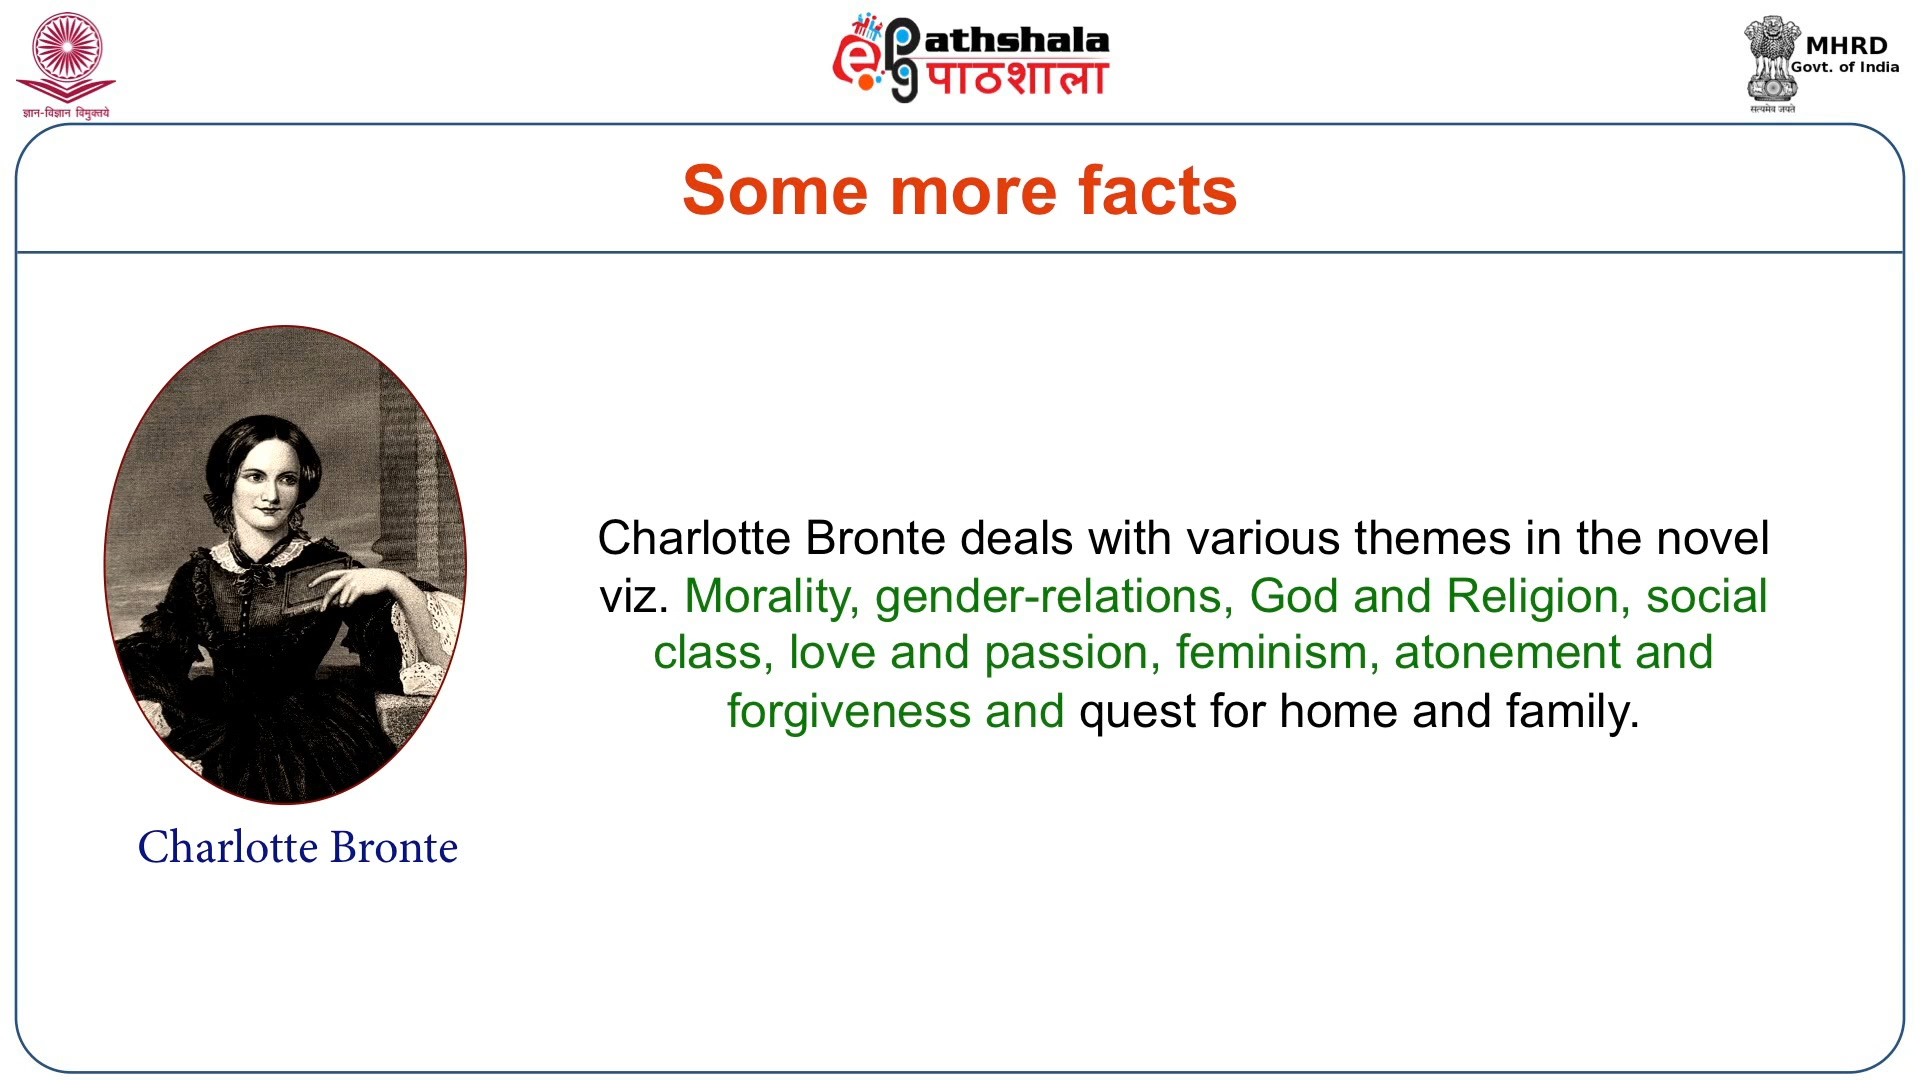 ज्ञान-विज्ञान विमुक्तये
ePg Pathshala
पाठशाला
MHRD
Govt. of India
सत्यमेव जयते
Some more facts
Charlotte Bronte deals with various themes in the novel
viz. Morality, gender-relations, God and Religion, social
class, love and passion, feminism, atonement and
forgiveness and quest for home and family.
Charlotte Bronte